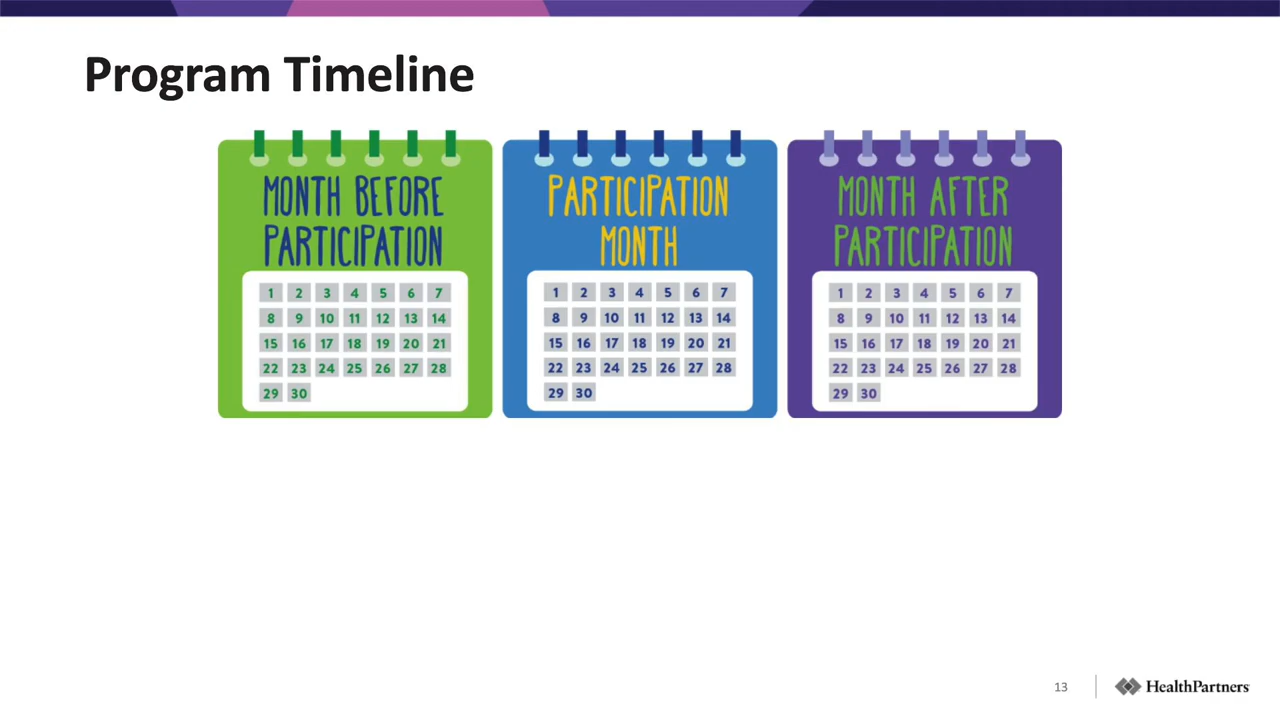 Program Timeline
MONTH BEFORE
PARTICIPATION
1 2 3 4 5 6 7
8 9 10 11 12 13 14
15 16 17 18 19 20 21
22 23 24 25 26 27 28
29 30
PARTICIPATION
MONTH
1 2 3 4 5 6 7
8 9 10 11 12 13 14
15 16 17 18 19 20 21
22 23 24 25 26 27 28
29 30
MONTH AFTER
PARTICIPATION
1 2 3 4 5 6 7
8 9 10 11 12 13 14
15 16 17 18 19 20 21
22 23 24 25 26 27 28
29 30
13
HealthPartners